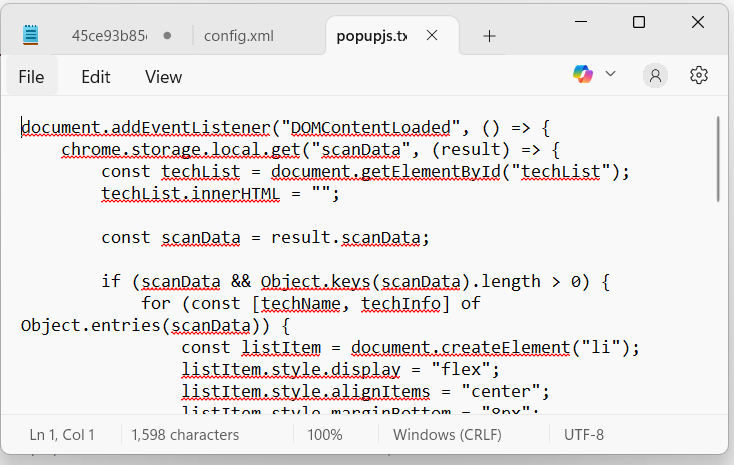 45ce93b85
config.xml
popupjs.tx
File Edit View
document.addEventListener("DOMContentLoaded", () => {
    chrome.storage.local.get("scanData", (result) => {
        const techList = document.getElementById("techList");
        techList.innerHTML = "";

        const scanData = result.scanData;

        if (scanData && Object.keys(scanData).length > 0) {
            for (const [techName, techInfo] of
Object.entries(scanData)) {
                const listItem = document.createElement("li");
                listItem.style.display = "flex";
                listItem.style.alignItems = "center";
                listItem.style.marginBottom = "8px";
Ln 1, Col 1 1,598 characters 100% Windows (CRLF) UTF-8